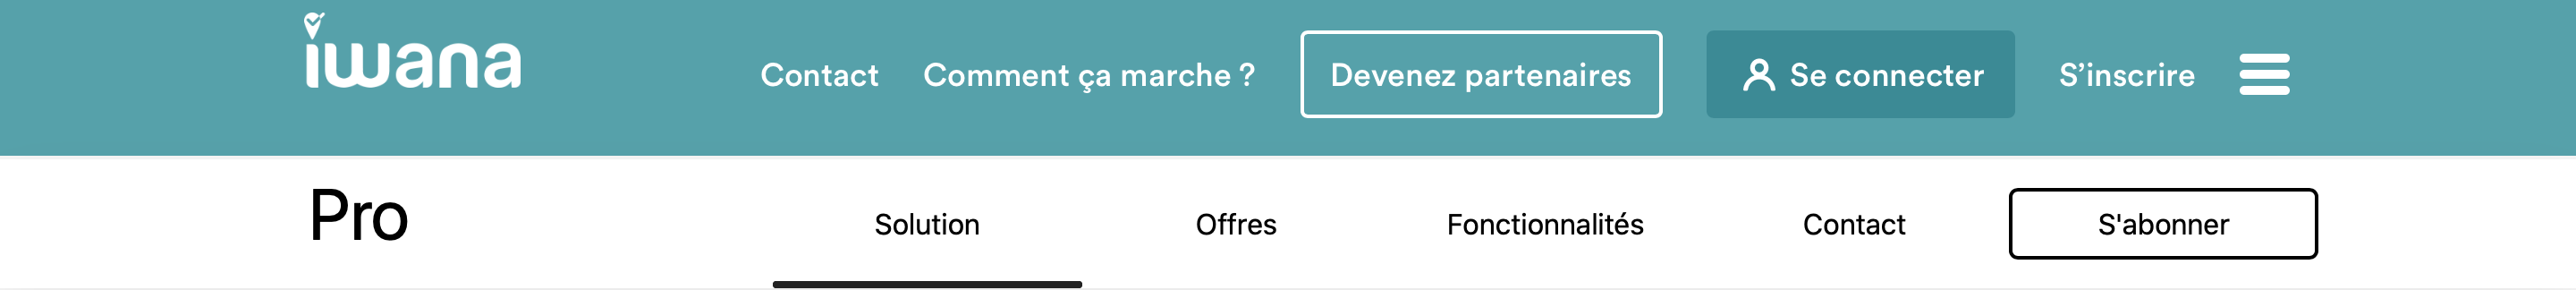 iwana
Contact Comment ça marche ? Devenez partenaires Se connecter S’inscrire
Pro
Solution Offres Fonctionnalités Contact S'abonner